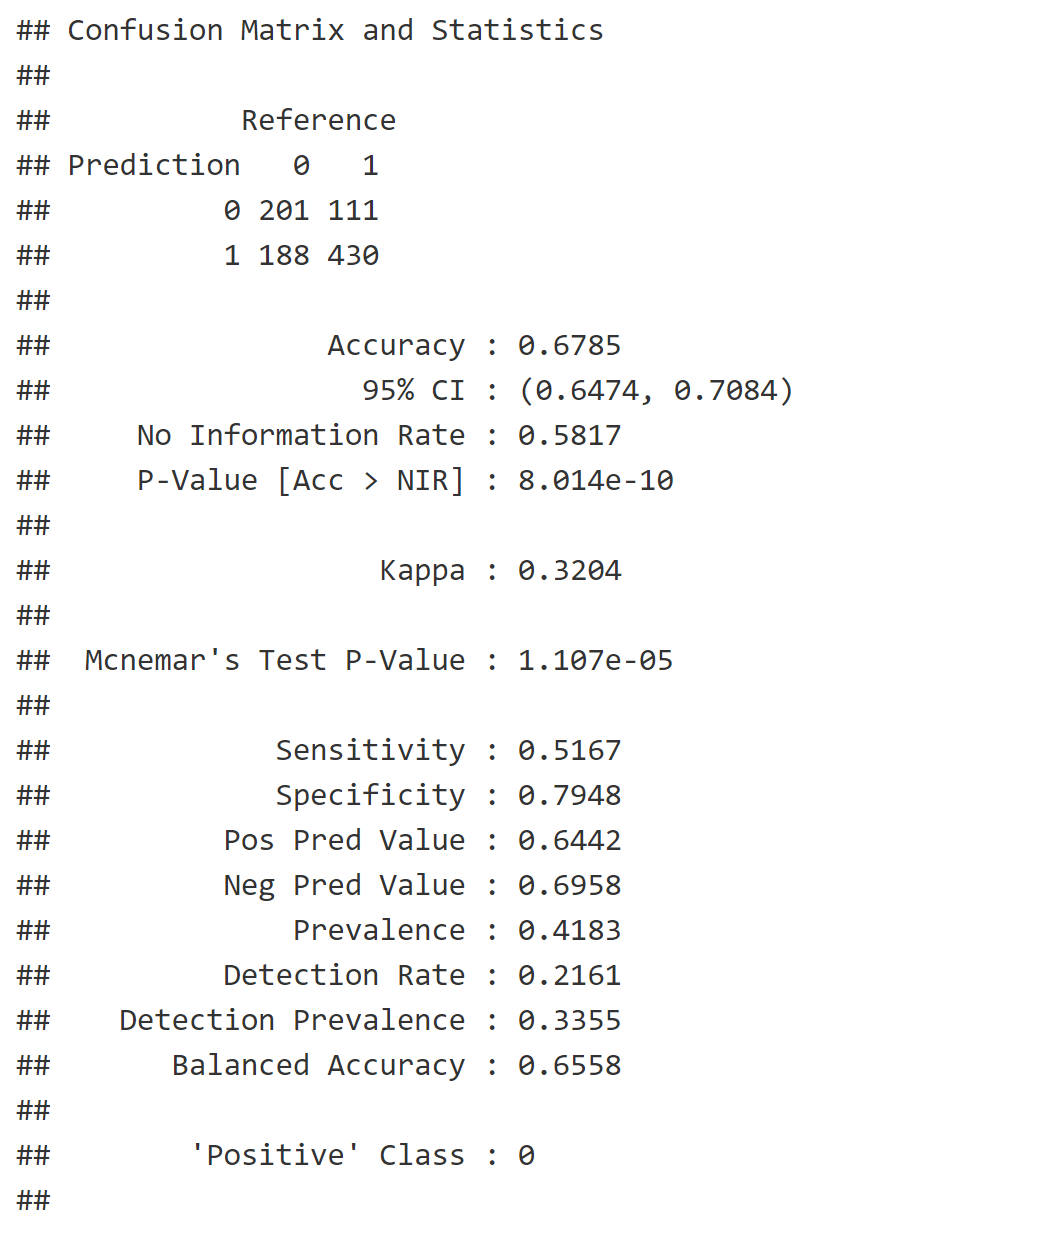 ## Confusion Matrix and Statistics
##
##           Reference
## Prediction   0   1
##          0 201 111
##          1 188 430
##
##                Accuracy : 0.6785
##                  95% CI : (0.6474, 0.7084)
##     No Information Rate : 0.5817
##     P-Value [Acc > NIR] : 8.014e-10
##
##                   Kappa : 0.3204
##
##  Mcnemar's Test P-Value : 1.107e-05
##
##             Sensitivity : 0.5167
##             Specificity : 0.7948
##          Pos Pred Value : 0.6442
##          Neg Pred Value : 0.6958
##              Prevalence : 0.4183
##          Detection Rate : 0.2161
##    Detection Prevalence : 0.3355
##       Balanced Accuracy : 0.6558
##
##        'Positive' Class : 0
##